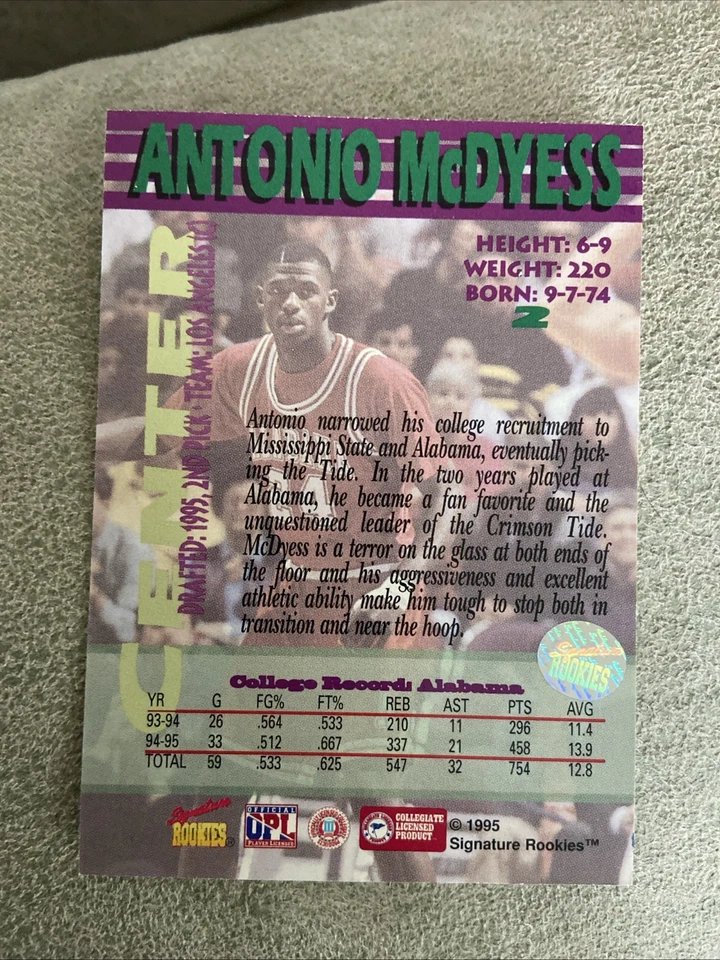 ANTONIO McDYESS
CENTER
DRAFTED: 1995, 2ND PICK • TEAM: LOS ANGELES (C)
HEIGHT: 6-9
WEIGHT: 220
BORN: 9-7-74
2
Antonio narrowed his college recruitment to
Mississippi State and Alabama, eventually pick-
ing the Tide. In the two years played at
Alabama, he became a fan favorite and the
unquestioned leader of the Crimson Tide.
McDyess is a terror on the glass at both ends of
the floor and his aggressiveness and excellent
athletic ability make him tough to stop both in
transition and near the hoop.
24
Signature
ROOKIES
College Record: Alabama
YR G FG% FT% REB AST PTS AVG
93-94 26 .564 .533 210 11 296 11.4
94-95 33 .512 .667 337 21 458 13.9
TOTAL 59 .533 .625 547 32 754 12.8
Signature
ROOKIES®
OFFICIAL
UPL
PLAYER LICENSEE
COLLEGIATE
LICENSED
PRODUCT
© 1995
Signature Rookies™